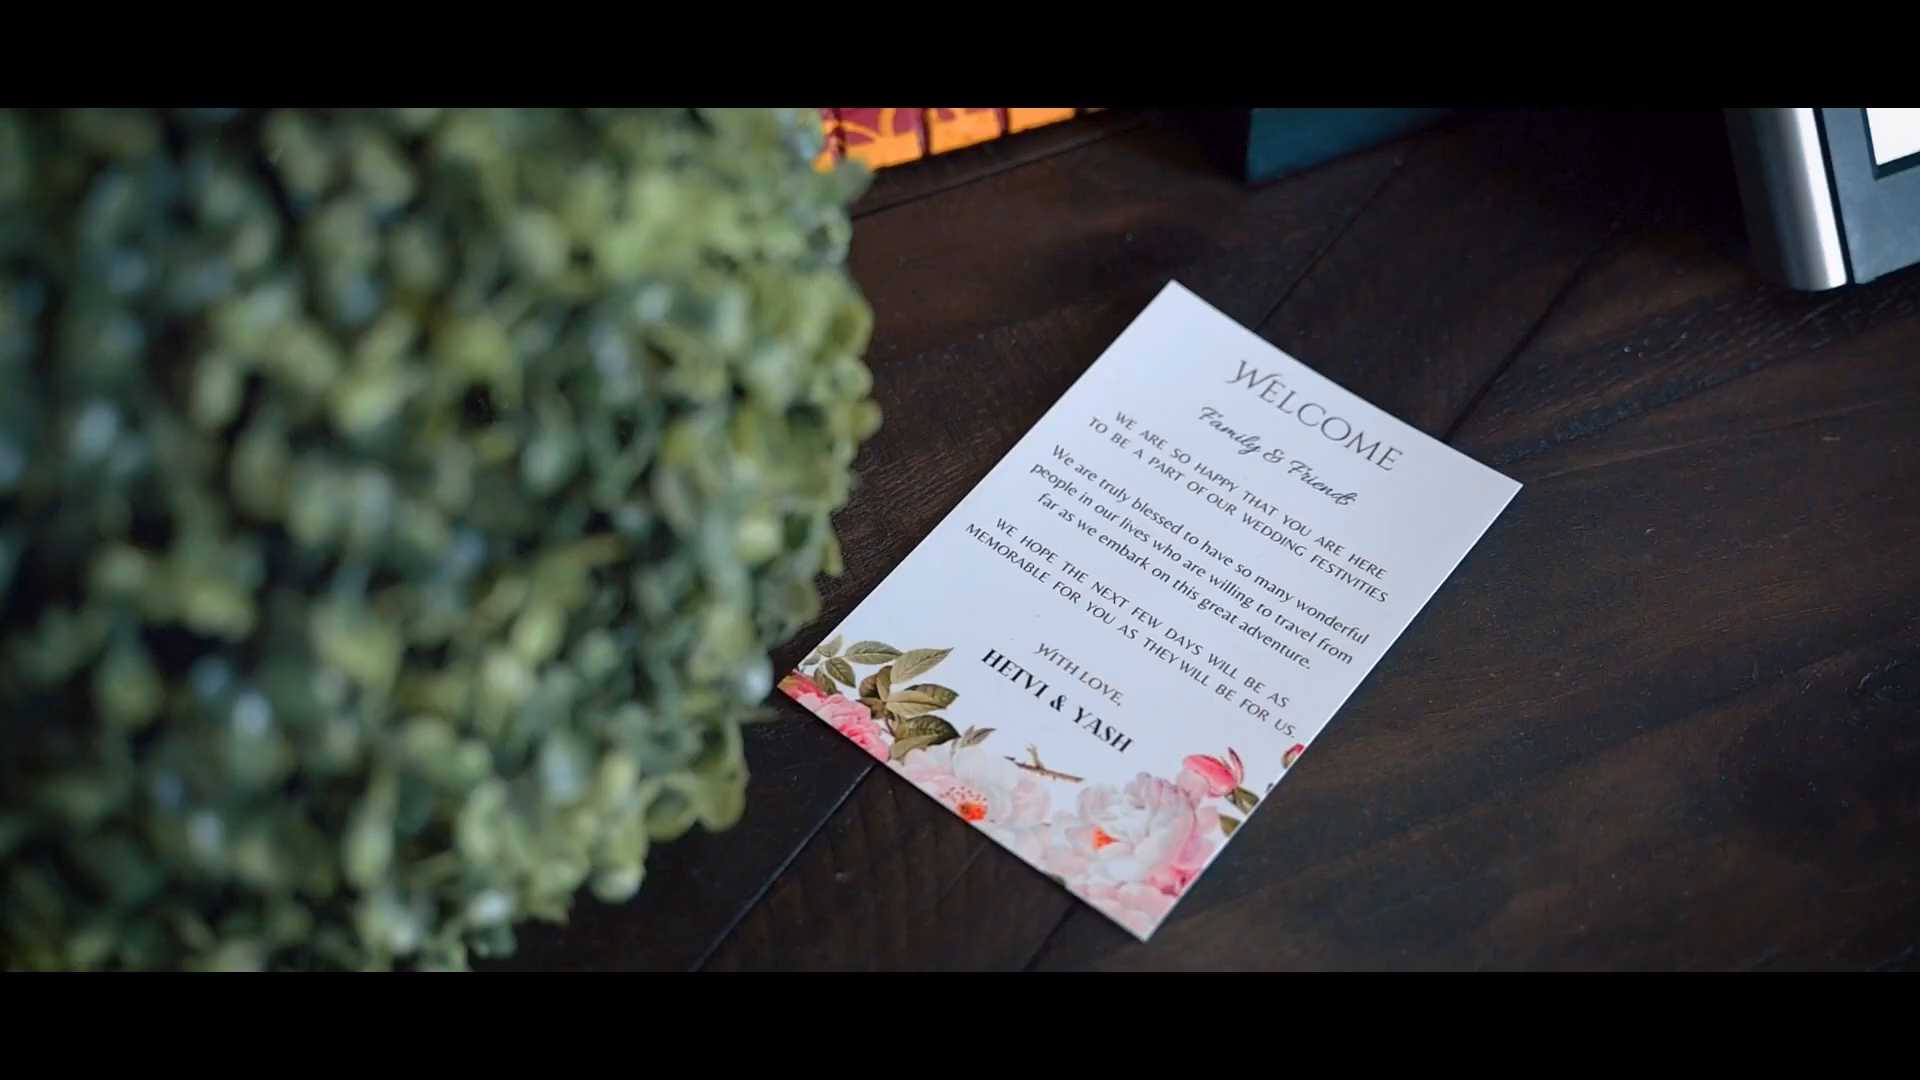 WELCOME
Family & Friends
WE ARE SO HAPPY THAT YOU ARE HERE
TO BE A PART OF OUR WEDDING FESTIVITIES
We are truly blessed to have so many wonderful
people in our lives who are willing to travel from
far as we embark on this great adventure.
WE HOPE THE NEXT FEW DAYS WILL BE AS
MEMORABLE FOR YOU AS THEY WILL BE FOR US.
WITH LOVE,
HETVI & YASH